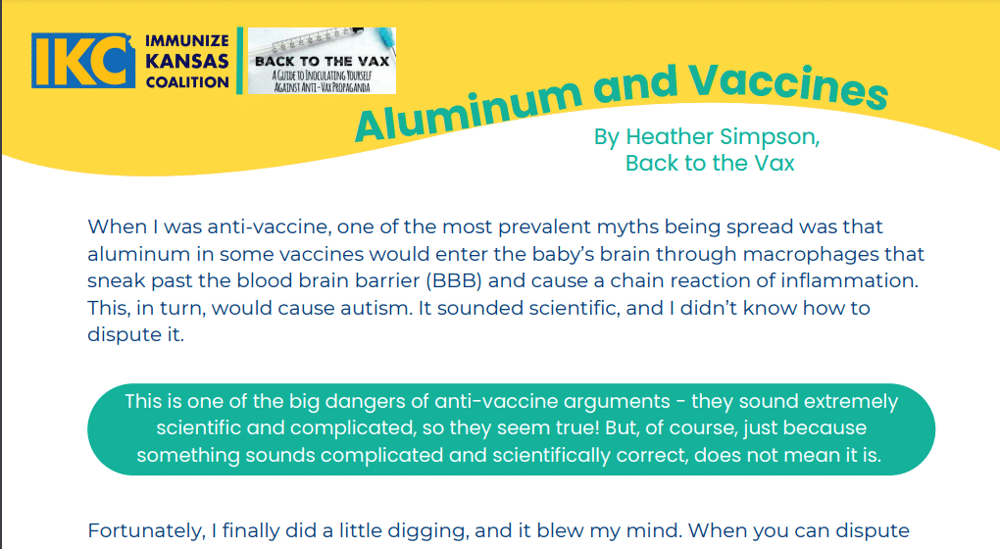 IKC
IMMUNIZE
KANSAS
COALITION
BACK TO THE VAX
A GUIDE TO INOCULATING YOURSELF
AGAINST ANTI-VAX PROPAGANDA
Aluminum and Vaccines
By Heather Simpson,
Back to the Vax
When I was anti-vaccine, one of the most prevalent myths being spread was that
aluminum in some vaccines would enter the baby’s brain through macrophages that
sneak past the blood brain barrier (BBB) and cause a chain reaction of inflammation.
This, in turn, would cause autism. It sounded scientific, and I didn’t know how to
dispute it.
This is one of the big dangers of anti-vaccine arguments - they sound extremely
scientific and complicated, so they seem true! But, of course, just because
something sounds complicated and scientifically correct, does not mean it is.
Fortunately, I finally did a little digging, and it blew my mind. When you can dispute